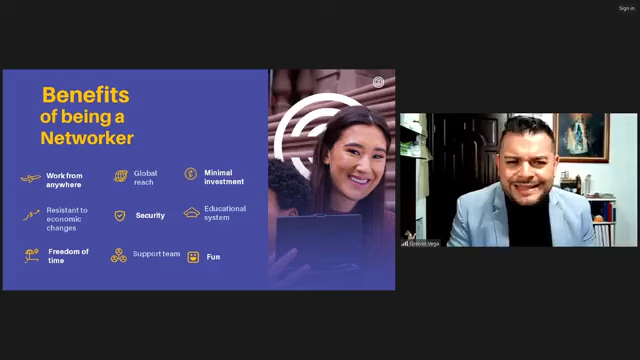 Sign in
Benefits
of being a
Networker
Work from
anywhere
Global
reach
Minimal
investment
Resistant to
economic
changes
Security
Educational
system
Freedom of
time
Support team
Fun
Greivin Vega